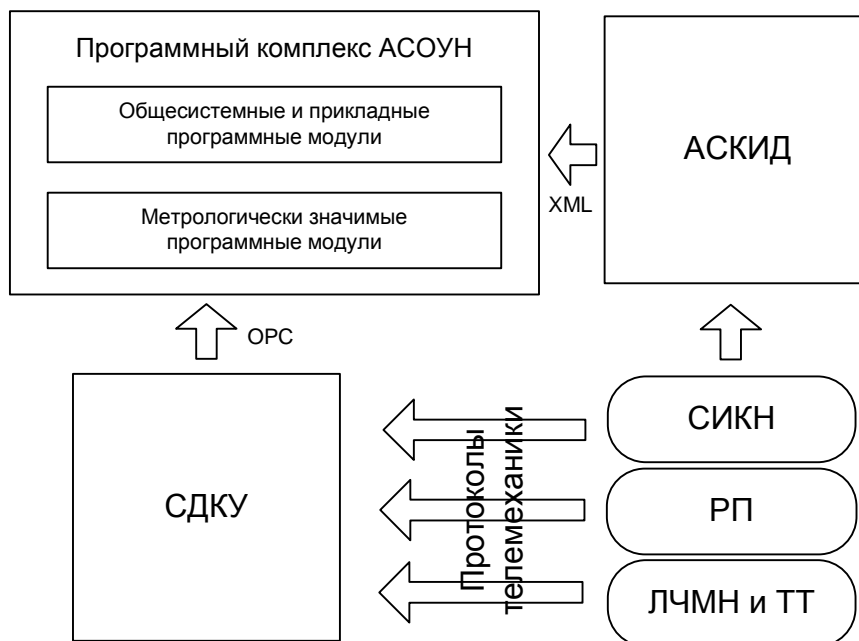 Программный комплекс АСОУН
Общесистемные и прикладные
программные модули
Метрологически значимые
программные модули
АСКИД
XML
OPC
СДКУ
Протоколы
телемеханики
СИКН
РП
ЛЧМН и ТТ